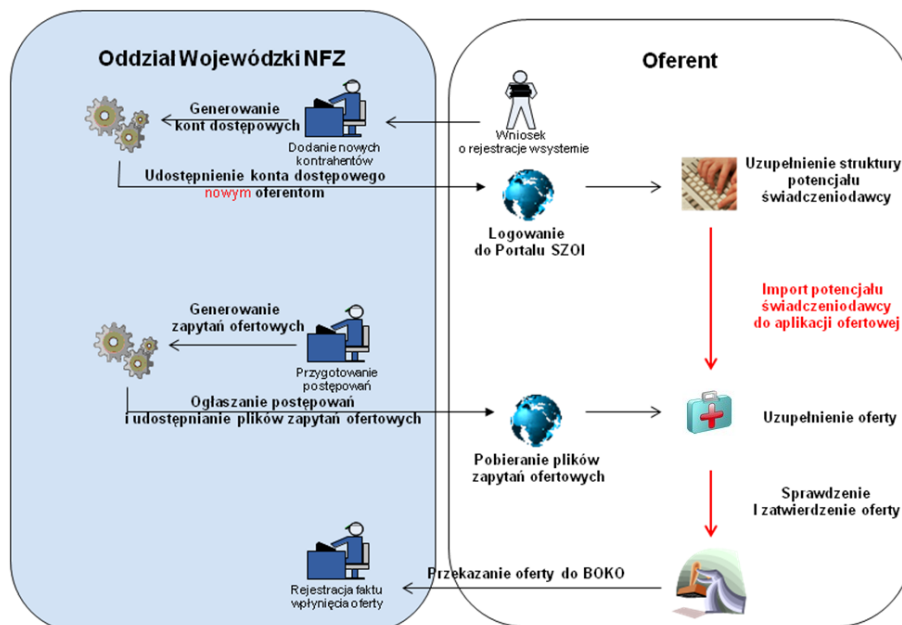 Oddział Wojewódzki NFZ
Oferent
Generowanie
kont dostępowych
Dodanie nowych
kontrahentów
Wniosek
o rejestracje wsystemie
Udostępnienie konta dostępowego
nowym oferentom
Logowanie
do Portalu SZOI
Uzupełnienie struktury
potencjału
świadczeniodawcy
Import potencjału
świadczeniodawcy
do aplikacji ofertowej
Generowanie
zapytań ofertowych
Przygotowanie
postępowań
Ogłaszanie postępowań
i udostępnianie plików zapytań ofertowych
Pobieranie plików
zapytań ofertowych
Uzupełnienie oferty
Sprawdzenie
I zatwierdzenie oferty
Przekazanie oferty do BOKO
Rejestracja faktu
wpłynięcia oferty